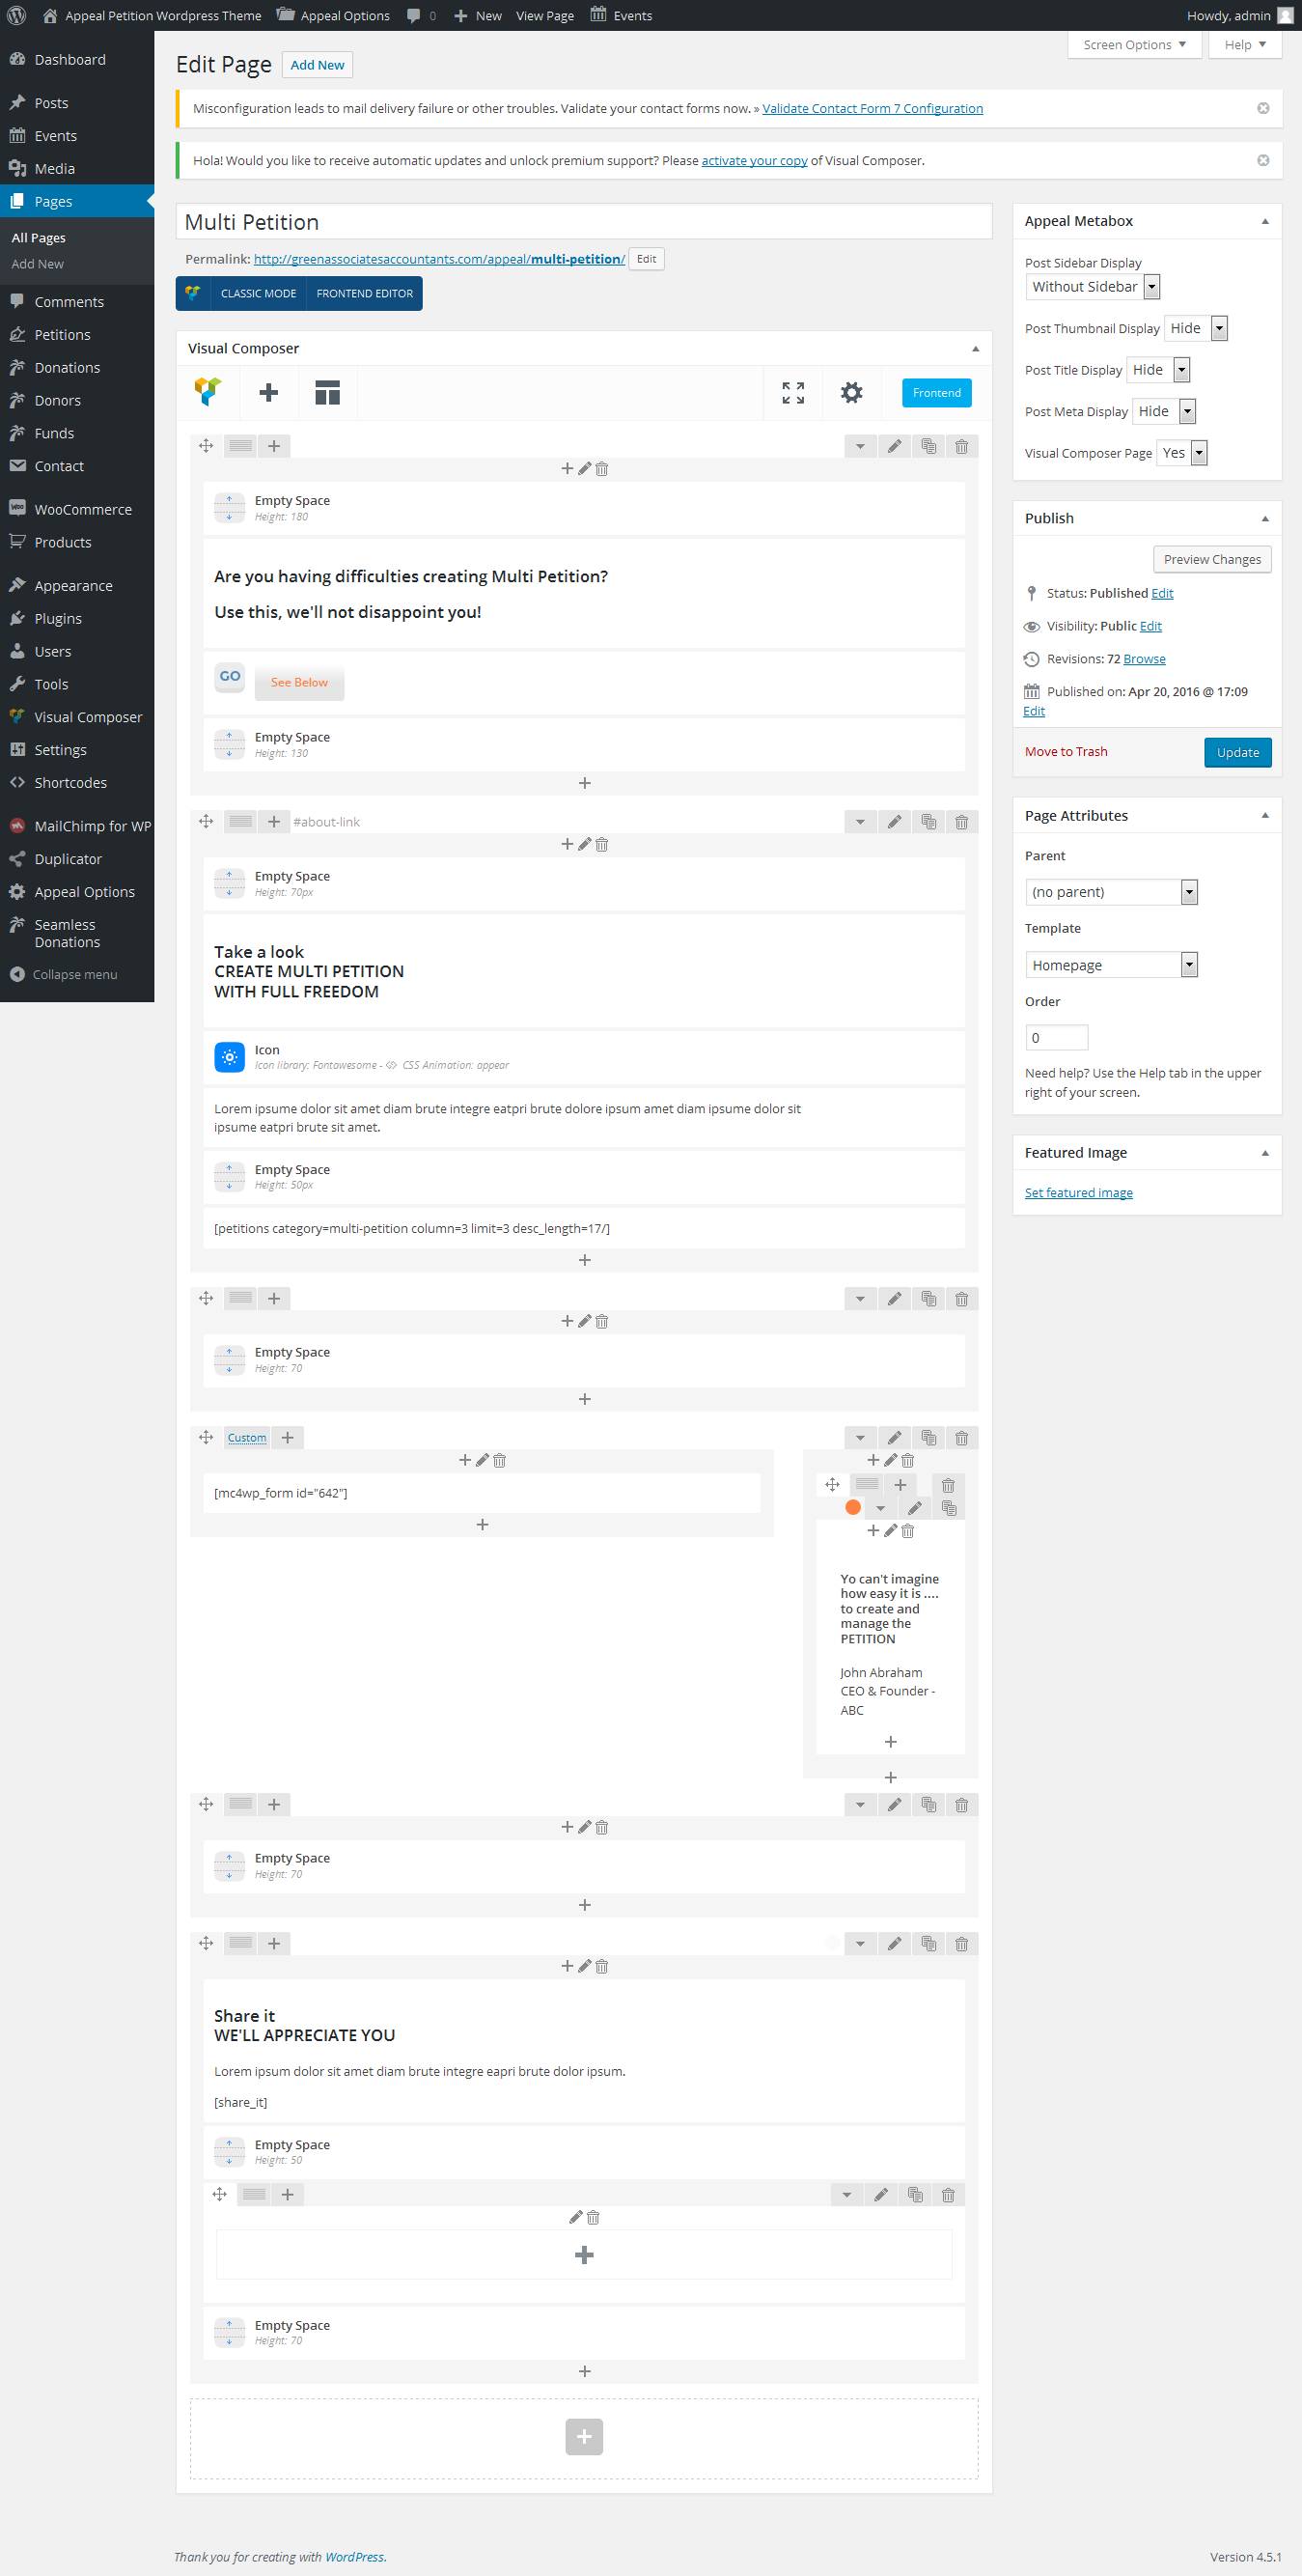 Appeal Petition Wordpress Theme Appeal Options 0 New View Page Events Howdy, admin
Screen Options Help
Dashboard
Posts
Events
Media
Pages
All Pages
Add New
Comments
Petitions
Donations
Donors
Funds
Contact
WooCommerce
Products
Appearance
Plugins
Users
Tools
Visual Composer
Settings
Shortcodes
MailChimp for WP
Duplicator
Appeal Options
Seamless
Donations
Collapse menu
Edit Page Add New
Misconfiguration leads to mail delivery failure or other troubles. Validate your contact forms now. » Validate Contact Form 7 Configuration
Hola! Would you like to receive automatic updates and unlock premium support? Please activate your copy of Visual Composer.
Multi Petition
Permalink: http://greenassociatesaccountants.com/appeal/multi-petition/ Edit
CLASSIC MODE FRONTEND EDITOR
Visual Composer
Frontend
Empty Space
Height: 180
Are you having difficulties creating Multi Petition?
Use this, we'll not disappoint you!
GO See Below
Empty Space
Height: 130
#about-link
Empty Space
Height: 70px
Take a look
CREATE MULTI PETITION
WITH FULL FREEDOM
Icon
Icon library: Fontawesome - </> CSS Animation: appear
Lorem ipsume dolor sit amet diam brute integre eatpri brute dolore ipsum amet diam ipsume dolor sit
ipsume eatpri brute sit amet.
Empty Space
Height: 50px
[petitions category=multi-petition column=3 limit=3 desc_length=17/]
Empty Space
Height: 70
Custom
[mc4wp_form id="642"]
Yo can't imagine
how easy it is ....
to create and
manage the
PETITION
John Abraham
CEO & Founder -
ABC
Empty Space
Height: 70
Share it
WE'LL APPRECIATE YOU
Lorem ipsum dolor sit amet diam brute integre eapri brute dolor ipsum.
[share_it]
Empty Space
Height: 50
Empty Space
Height: 70
Appeal Metabox
Post Sidebar Display
Without Sidebar
Post Thumbnail Display Hide
Post Title Display Hide
Post Meta Display Hide
Visual Composer Page Yes
Publish
Preview Changes
Status: Published Edit
Visibility: Public Edit
Revisions: 72 Browse
Published on: Apr 20, 2016 @ 17:09
Edit
Move to Trash Update
Page Attributes
Parent
(no parent)
Template
Homepage
Order
0
Need help? Use the Help tab in the upper
right of your screen.
Featured Image
Set featured image
Thank you for creating with WordPress. Version 4.5.1